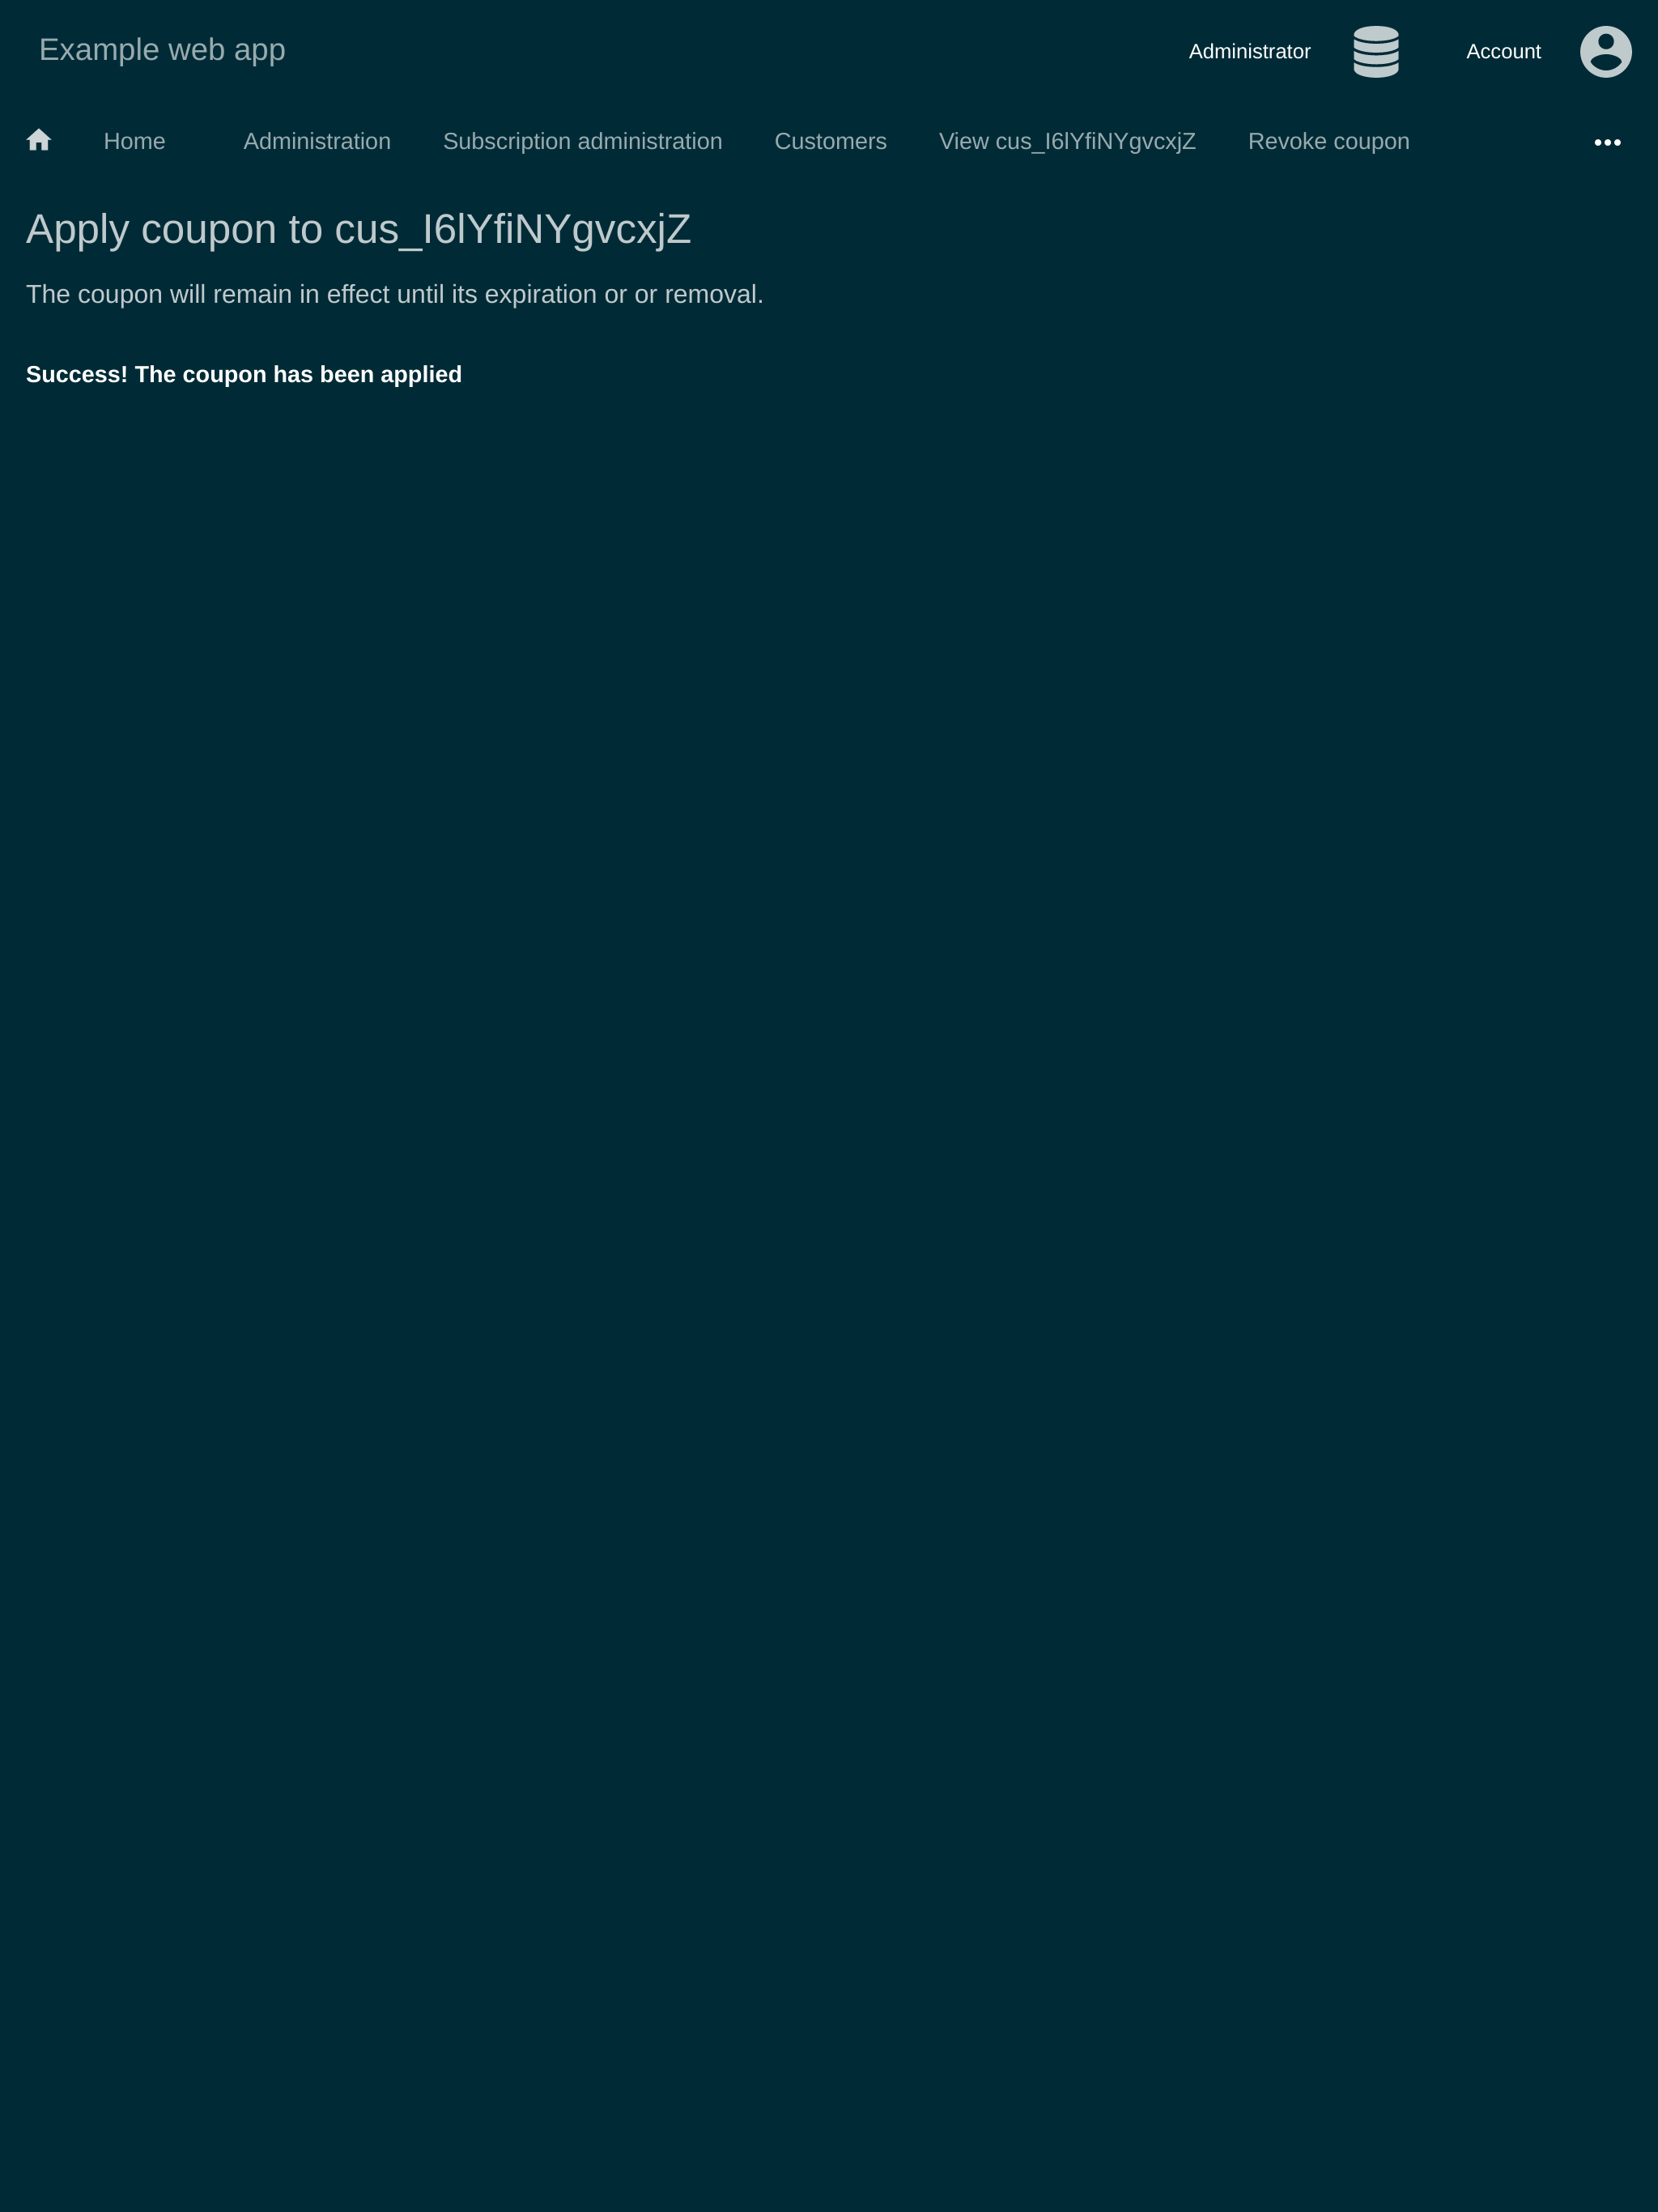 Example web app
Administrator
Account
Home
Administration
Subscription administration
Customers
View cus_I6lYfiNYgvcxjZ
Revoke coupon
Apply coupon to cus_I6lYfiNYgvcxjZ
The coupon will remain in effect until its expiration or or removal.
Success! The coupon has been applied